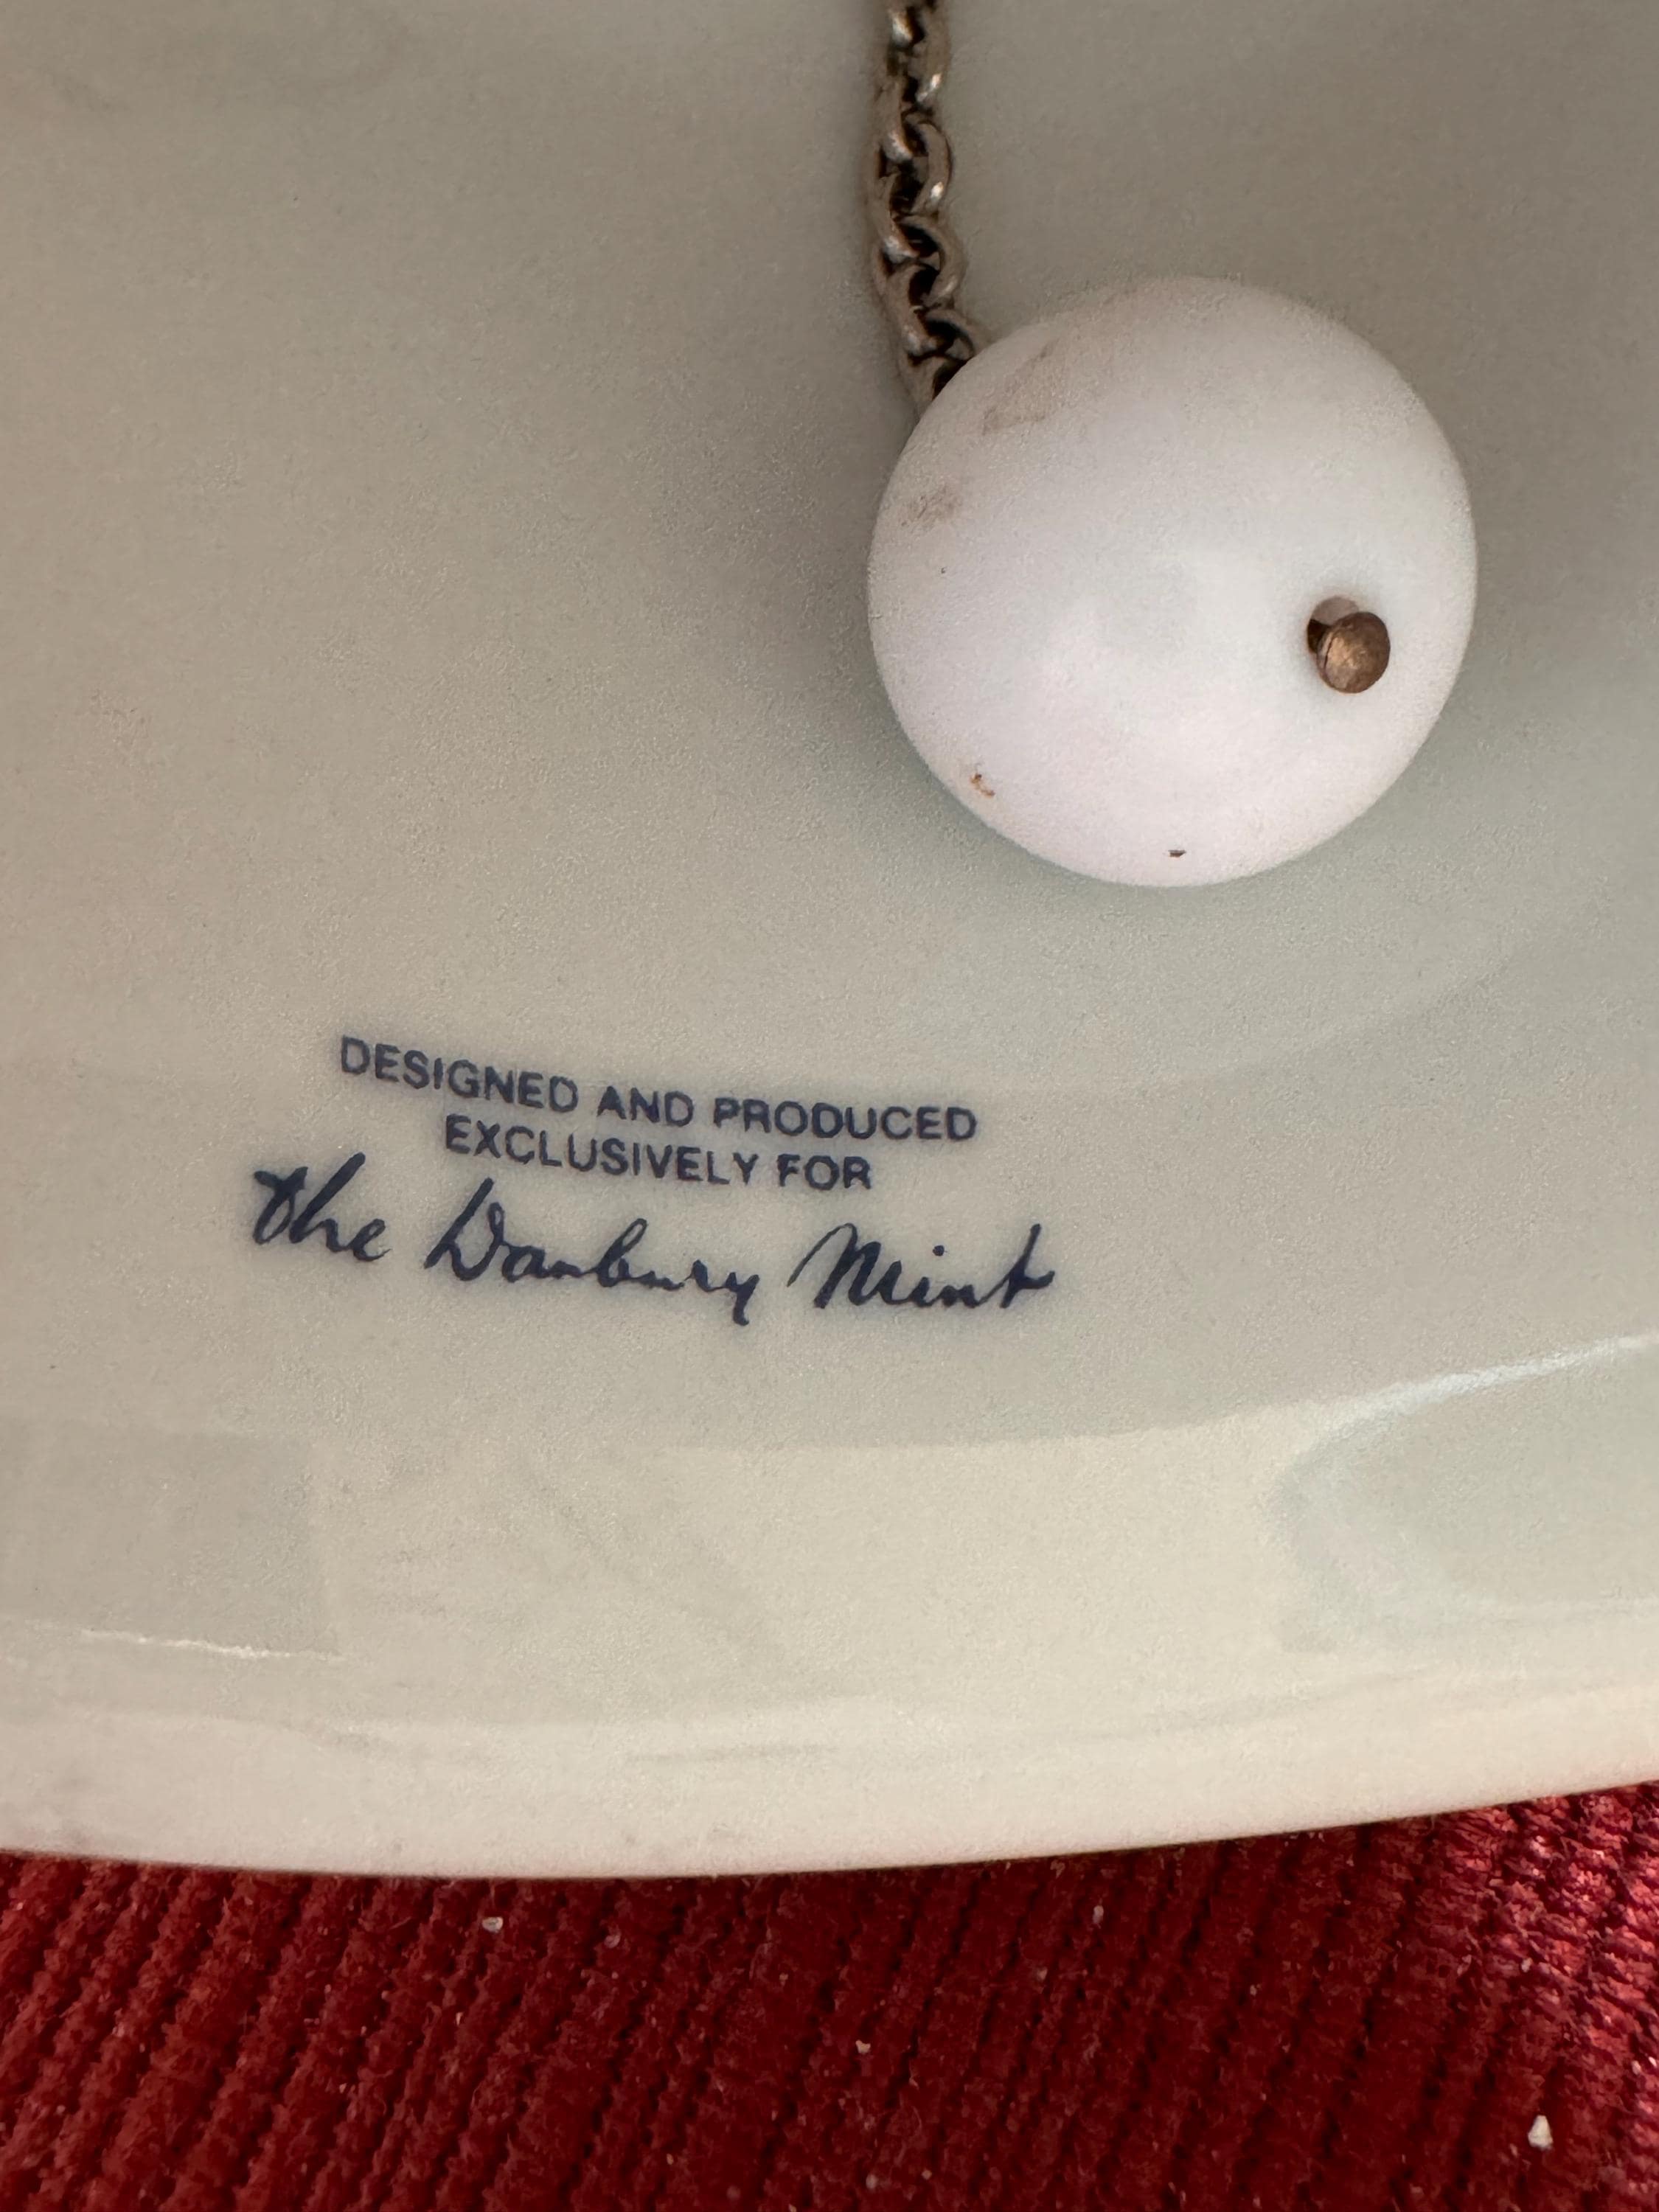 DESIGNED AND PRODUCED
EXCLUSIVELY FOR
the Danbury Mint